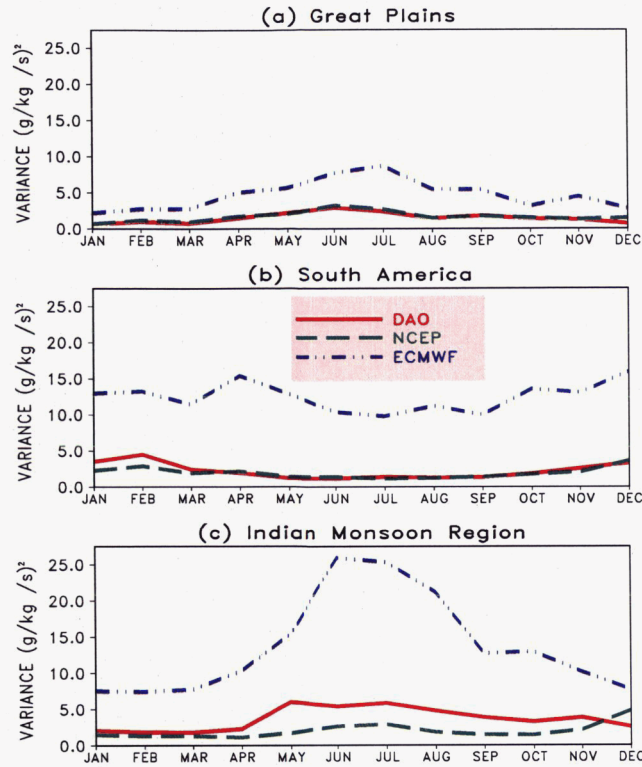 (a) Great Plains
VARIANCE (g/kg /s)²
25.0
20.0
15.0
10.0
5.0
0.0
JAN FEB MAR APR MAY JUN JUL AUG SEP OCT NOV DEC
(b) South America
VARIANCE (g/kg /s)²
25.0
20.0
15.0
10.0
5.0
0.0
DAO
NCEP
ECMWF
JAN FEB MAR APR MAY JUN JUL AUG SEP OCT NOV DEC
(c) Indian Monsoon Region
VARIANCE (g/kg /s)²
25.0
20.0
15.0
10.0
5.0
0.0
JAN FEB MAR APR MAY JUN JUL AUG SEP OCT NOV DEC